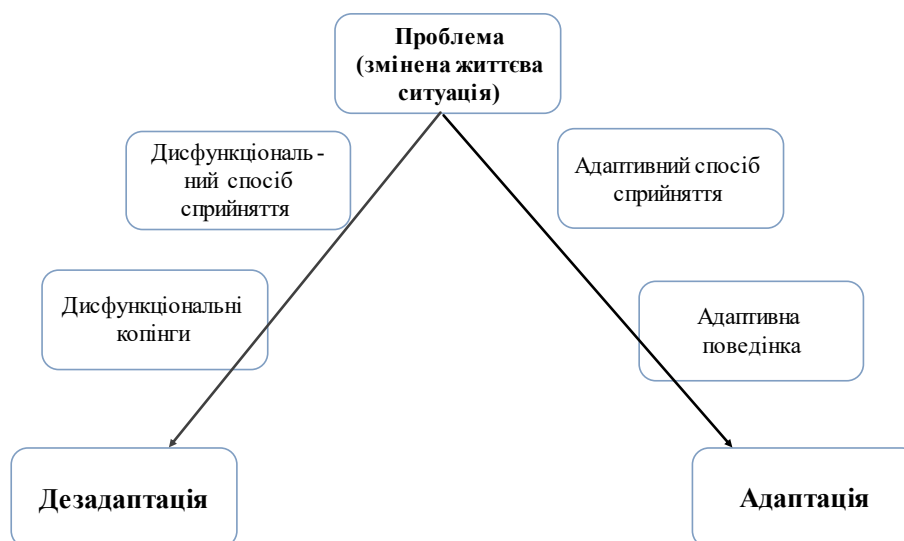 Проблема
(змінена життєва
ситуація)
Дисфункціональ -
ний спосіб
сприйняття
Адаптивний спосіб
сприйняття
Дисфункціональні
копінги
Адаптивна
поведінка
Дезадаптація
Адаптація